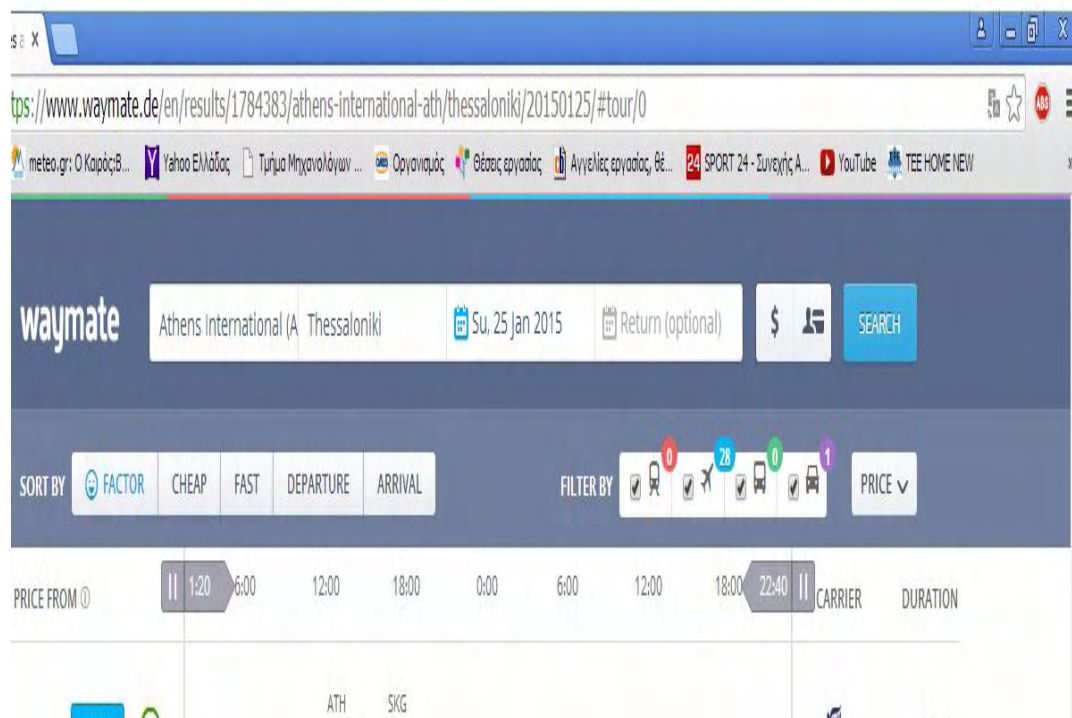 es a X
tps://www.waymate.de/en/results/1784383/athens-international-ath/thessaloniki/20150125/#tour/0
meteo.gr: Ο Καιρός;Β... Yahoo Ελλάδας Τμήμα Μηχανολόγων ... Οργανισμός Θέσεις εργασίας Αγγελίες εργασίας, θέ... 24 SPORT 24 - Συνεχής Α... YouTube TEE HOME NEW
waymate Athens International (A Thessaloniki Su, 25 Jan 2015 Return (optional) $ SEARCH
0 28 0 1
SORT BY FACTOR CHEAP FAST DEPARTURE ARRIVAL FILTER BY PRICE
PRICE FROM 1:20 6:00 12:00 18:00 0:00 6:00 12:00 18:00 22:40 CARRIER DURATION
ATH SKG